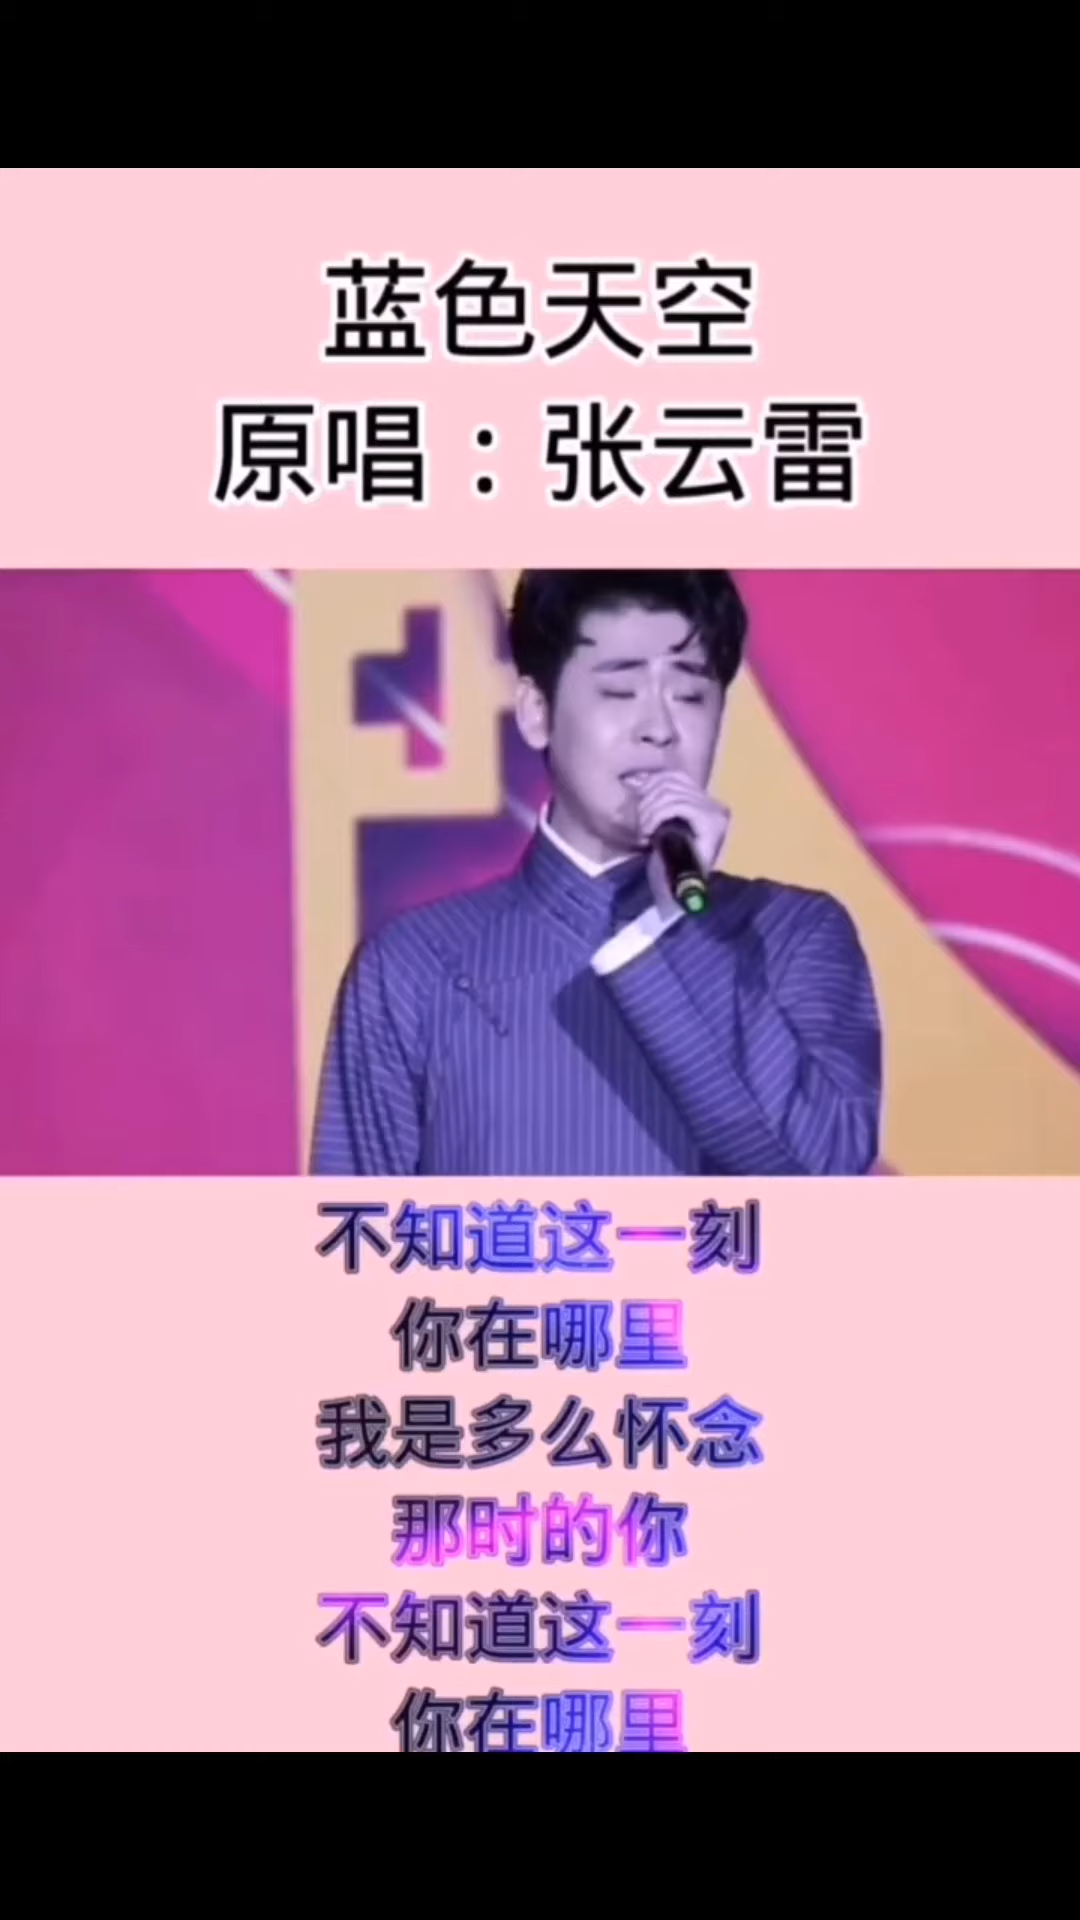 蓝色天空
原唱：张云雷
不知道这一刻
你在哪里
我是多么怀念
那时的你
不知道这一刻
你在哪里